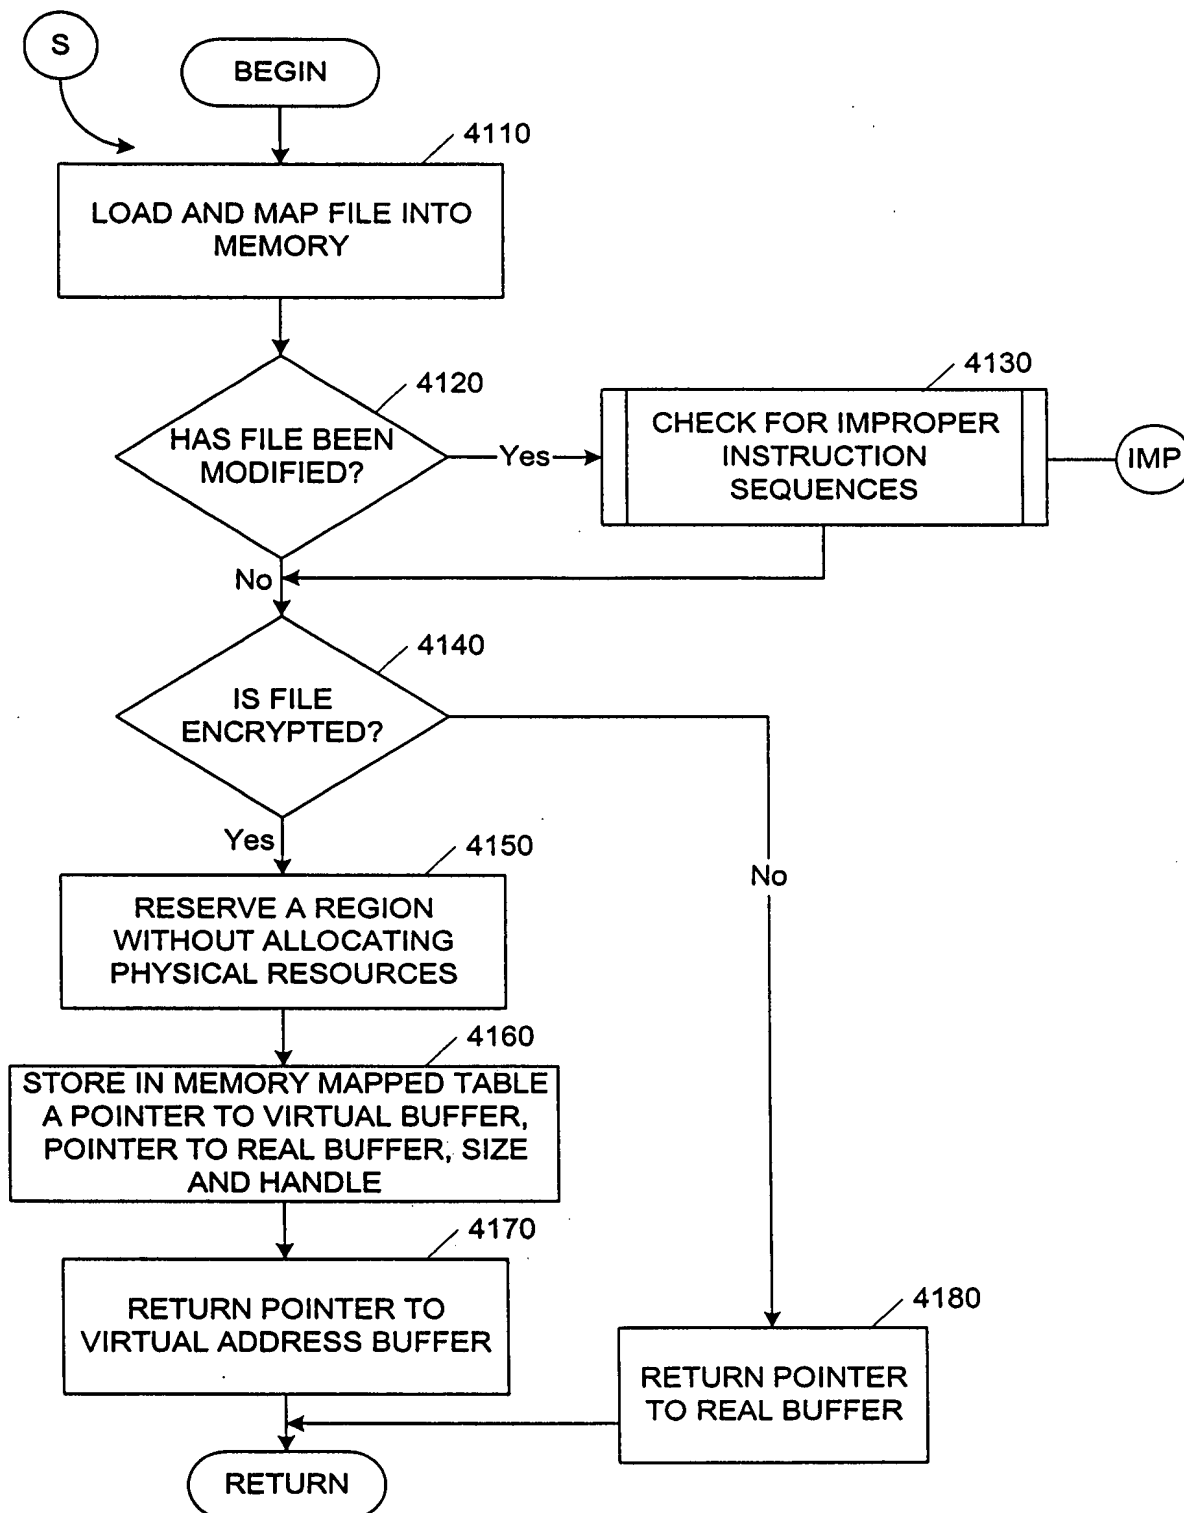 S
BEGIN
4110
LOAD AND MAP FILE INTO
MEMORY
4120
HAS FILE BEEN
MODIFIED?
Yes
4130
CHECK FOR IMPROPER
INSTRUCTION
SEQUENCES
IMP
No
4140
IS FILE
ENCRYPTED?
Yes
No
4150
RESERVE A REGION
WITHOUT ALLOCATING
PHYSICAL RESOURCES
4160
STORE IN MEMORY MAPPED TABLE
A POINTER TO VIRTUAL BUFFER,
POINTER TO REAL BUFFER, SIZE
AND HANDLE
4170
RETURN POINTER TO
VIRTUAL ADDRESS BUFFER
4180
RETURN POINTER
TO REAL BUFFER
RETURN